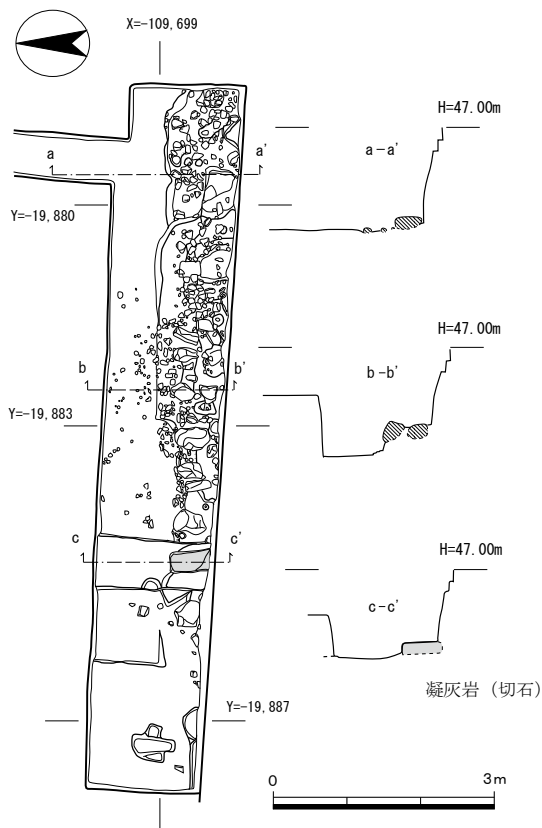 X=-109,699
H=47.00m
a-a'
a
a'
Y=-19,880
H=47.00m
b-b'
b
b'
Y=-19,883
H=47.00m
c
c'
c-c'
凝灰岩（切石）
Y=-19,887
0
3m